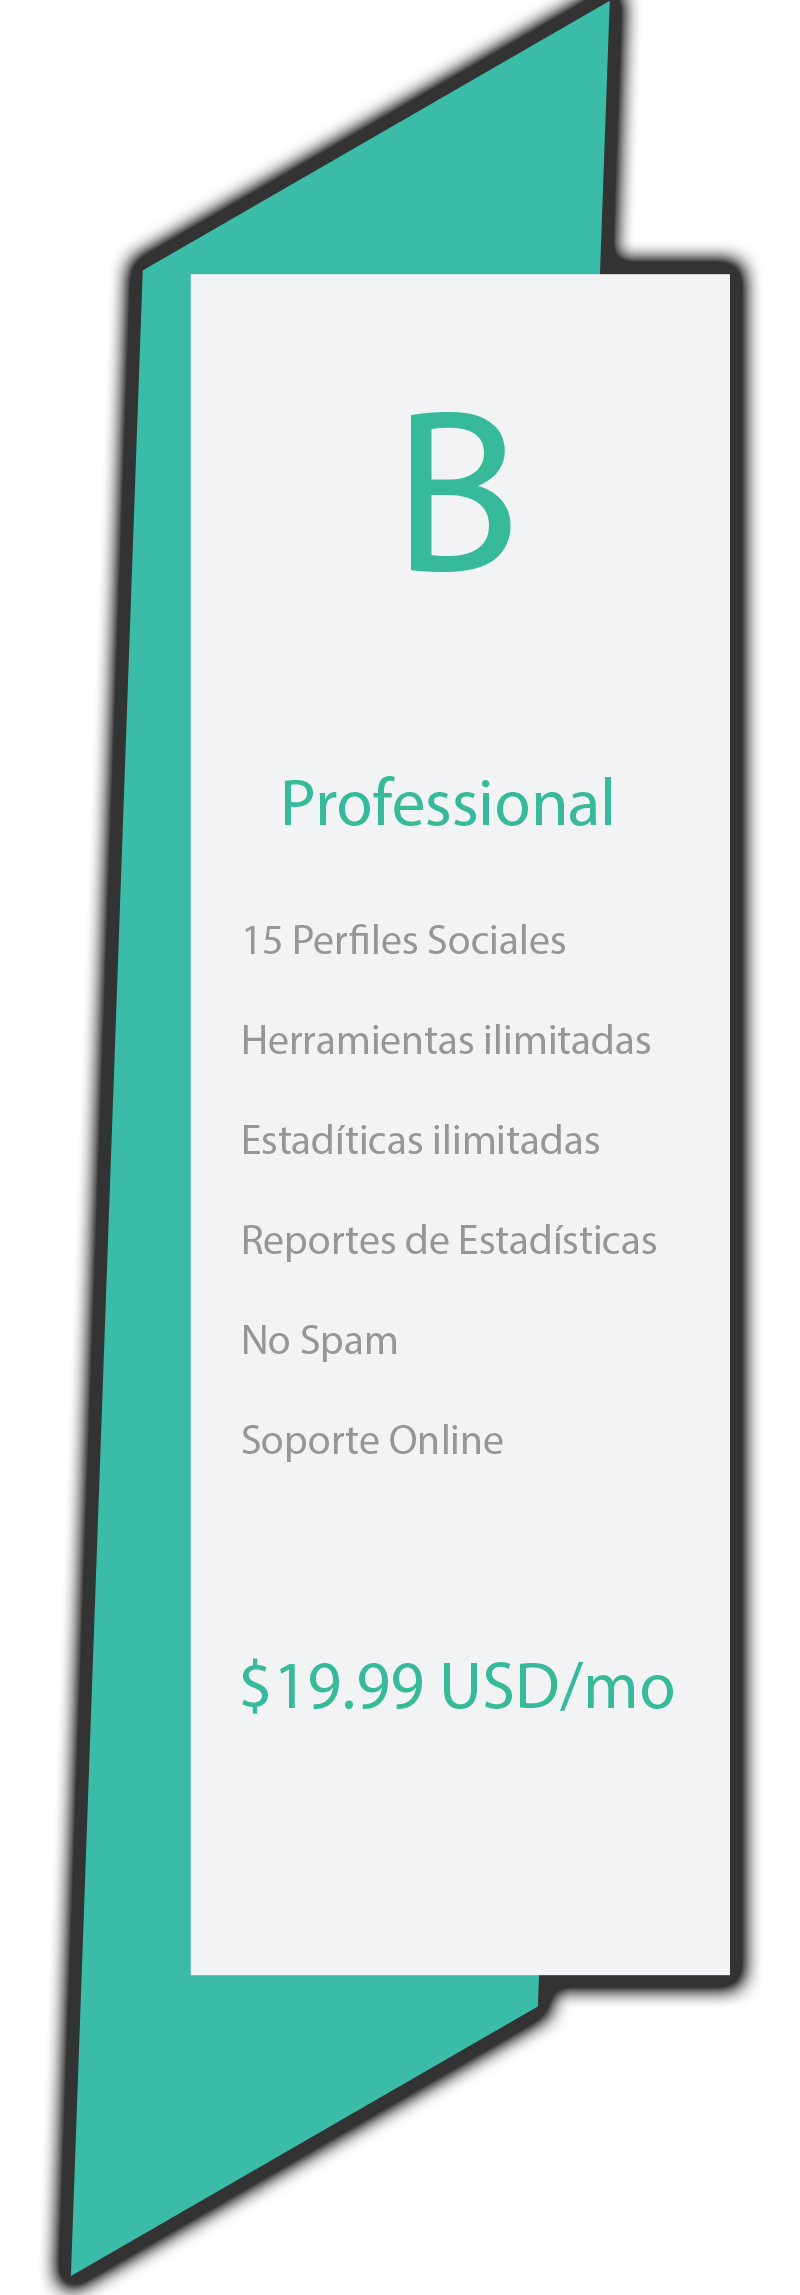 B
Professional
15 Perfiles Sociales
Herramientas ilimitadas
Estadíticas ilimitadas
Reportes de Estadísticas
No Spam
Soporte Online
$19.99 USD/mo